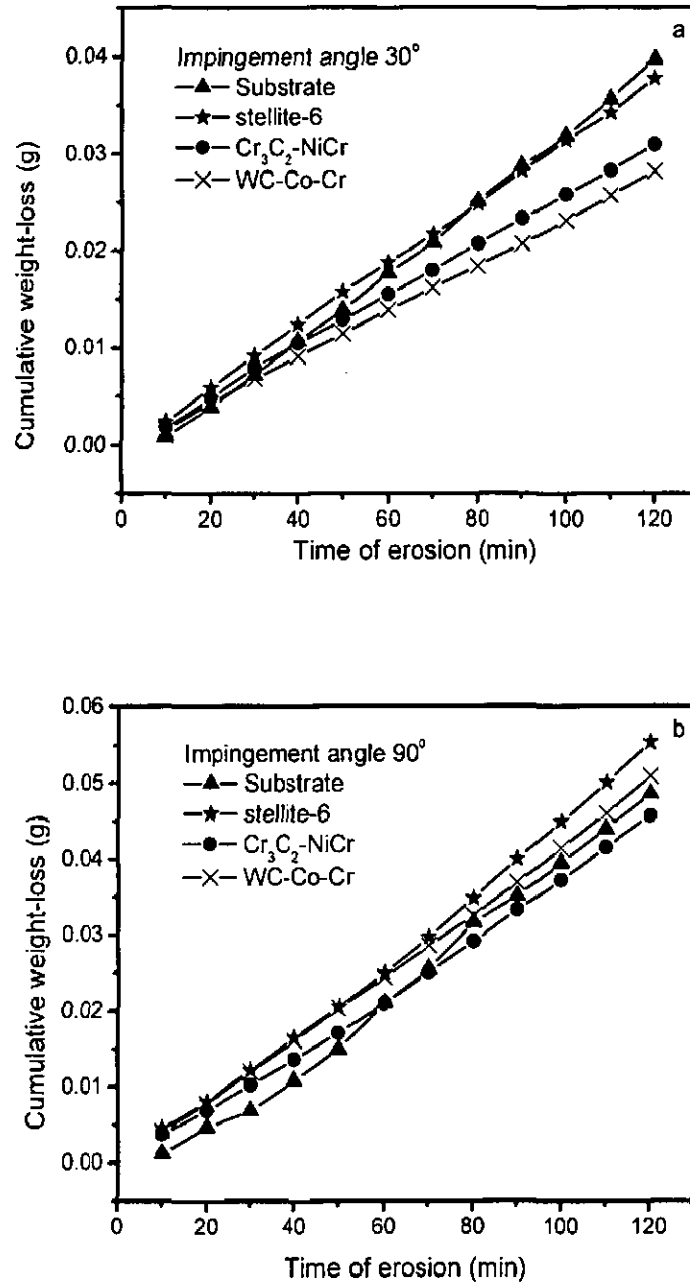 a
0.04
Impingement angle 30°
Substrate
stellite-6
0.03
Cr₃C₂-NiCr
WC-Co-Cr
0.02
0.01
0.00
Cumulative weight-loss (g)
0 20 40 60 80 100 120
Time of erosion (min)
0.06
b
Impingement angle 90°
0.05
Substrate
stellite-6
0.04
Cr₃C₂-NiCr
WC-Co-Cr
0.03
0.02
0.01
0.00
Cumulative weight-loss (g)
0 20 40 60 80 100 120
Time of erosion (min)